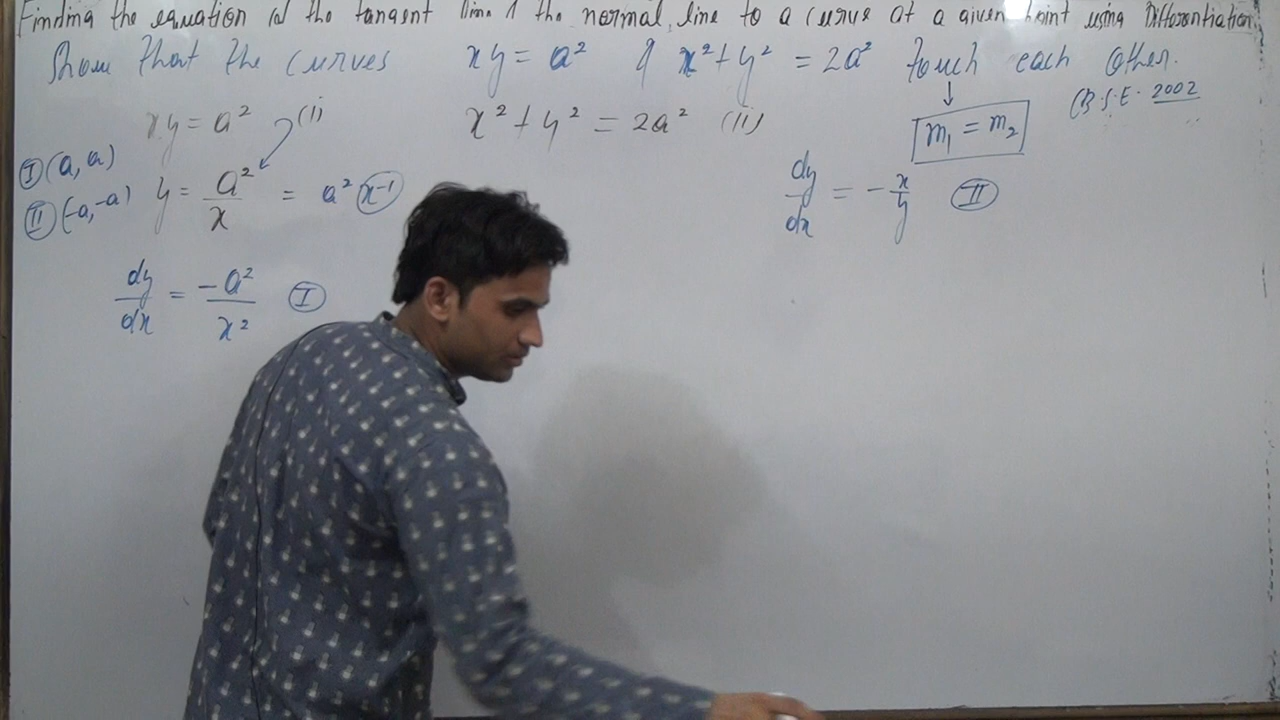 Finding the equation of the tangent line & the normal line to a curve at a given point using Differentiation.
Show that the curves xy = a² & x² + y² = 2a² touch each other.
(B.S.E. 2002
xy = a² (i) x² + y² = 2a² (ii) m₁ = m₂
Ⓘ (a, a)
Ⓘⓘ (-a, -a) y = a²/x = a² x⁻¹ dy/dx = - x/y Ⓘⓘ
dy/dx = -a²/x² Ⓘ